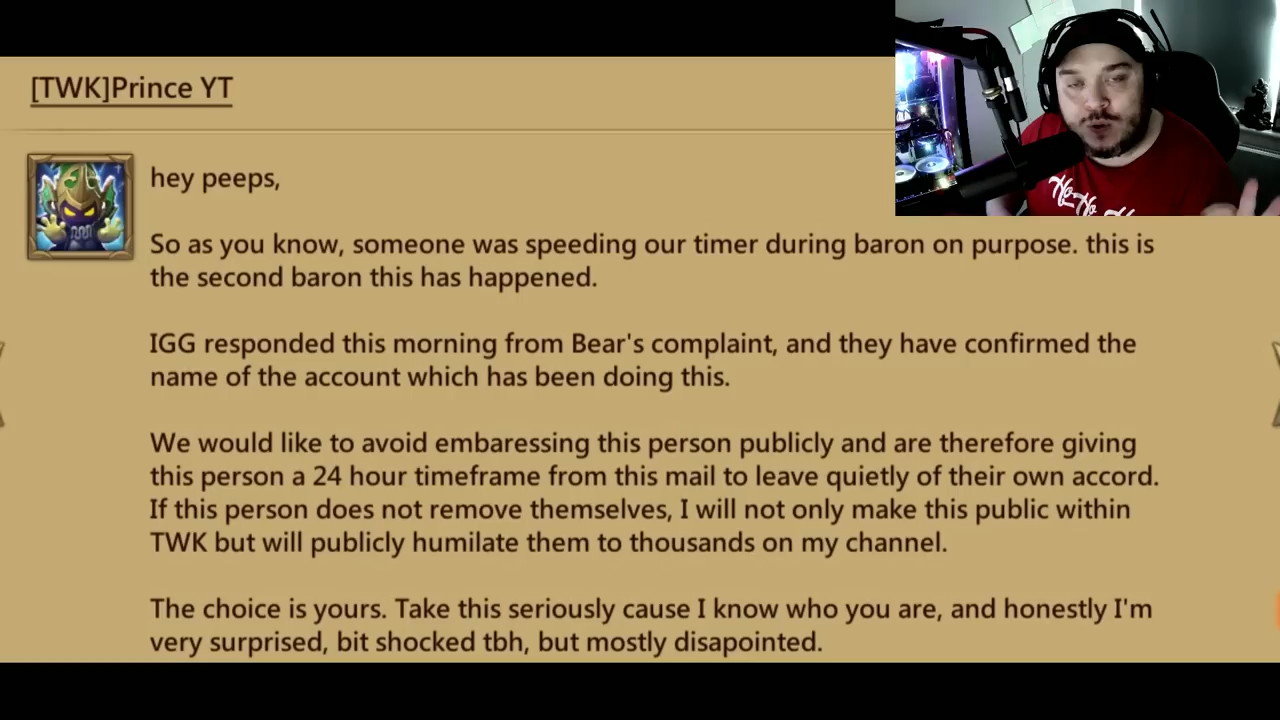 [TWK]Prince YT
hey peeps,
So as you know, someone was speeding our timer during baron on purpose. this is
the second baron this has happened.
IGG responded this morning from Bear's complaint, and they have confirmed the
name of the account which has been doing this.
We would like to avoid embaressing this person publicly and are therefore giving
this person a 24 hour timeframe from this mail to leave quietly of their own accord.
If this person does not remove themselves, I will not only make this public within
TWK but will publicly humilate them to thousands on my channel.
The choice is yours. Take this seriously cause I know who you are, and honestly I'm
very surprised, bit shocked tbh, but mostly disapointed.
Ho-Ho